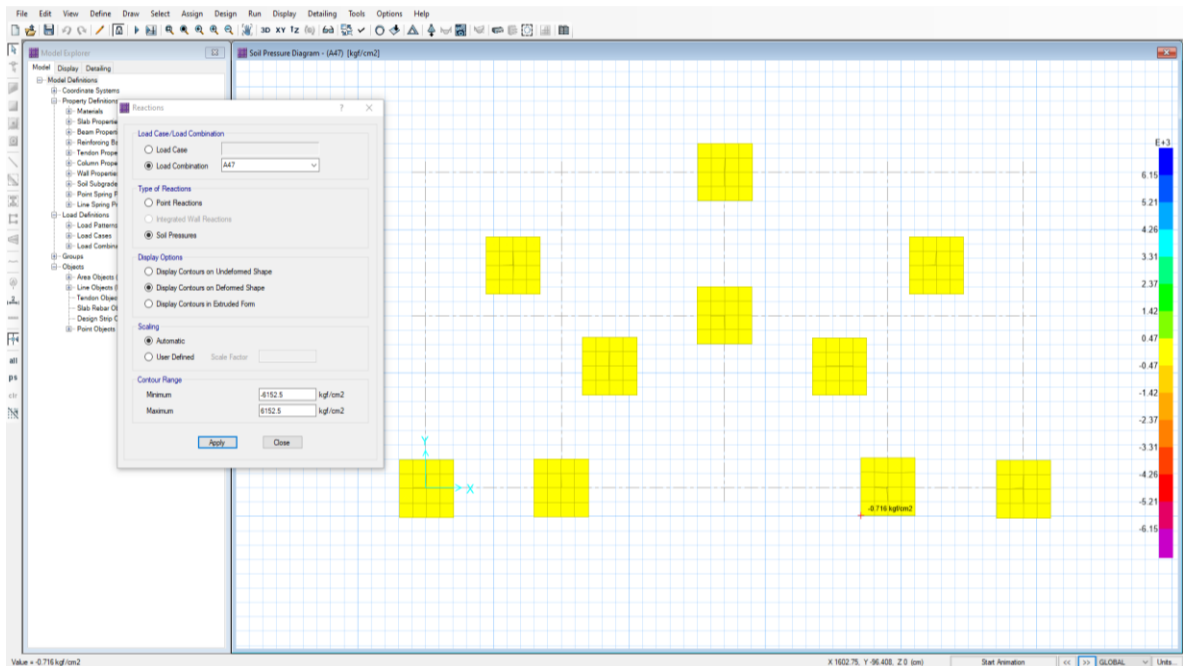 File Edit View Define Draw Select Assign Design Run Display Detailing Tools Options Help
3D XY
Model Explorer
Model Display Detailing
Model Definitions
Coordinate Systems
Property Definitions
Materials
Slab Propertie
Beam Propert
Reinforcing Ba
Tendon Prope
Column Prope
Wall Propertie
Soil Subgrade
Point Spring P
Line Spring Pr
Load Definitions
Load Patterns
Load Cases
Load Combina
Groups
Objects
Area Objects (
Line Objects (
Tendon Objec
Slab Rebar O
Design Strip O
Point Objects
all
ps
clr
Reactions ?
Load Case/Load Combination
Load Case
Load Combination A47
Type of Reactions
Point Reactions
Integrated Wall Reactions
Soil Pressures
Display Options
Display Contours on Undeformed Shape
Display Contours on Deformed Shape
Display Contours in Extruded Form
Scaling
Automatic
User Defined Scale Factor
Contour Range
Minimum -6152.5 kgf/cm2
Maximum 6152.5 kgf/cm2
Apply Close
Soil Pressure Diagram - (A47) [kgf/cm2]
Y
X
-0.716 kgf/cm2
E+3
6.15
5.21
4.26
3.31
2.37
1.42
0.47
-0.47
-1.42
-2.37
-3.31
-4.26
-5.21
-6.15
Value = -0.716 kgf/cm2 X 1602.75, Y -96.408, Z 0 (cm) Start Animation << >> GLOBAL Units...